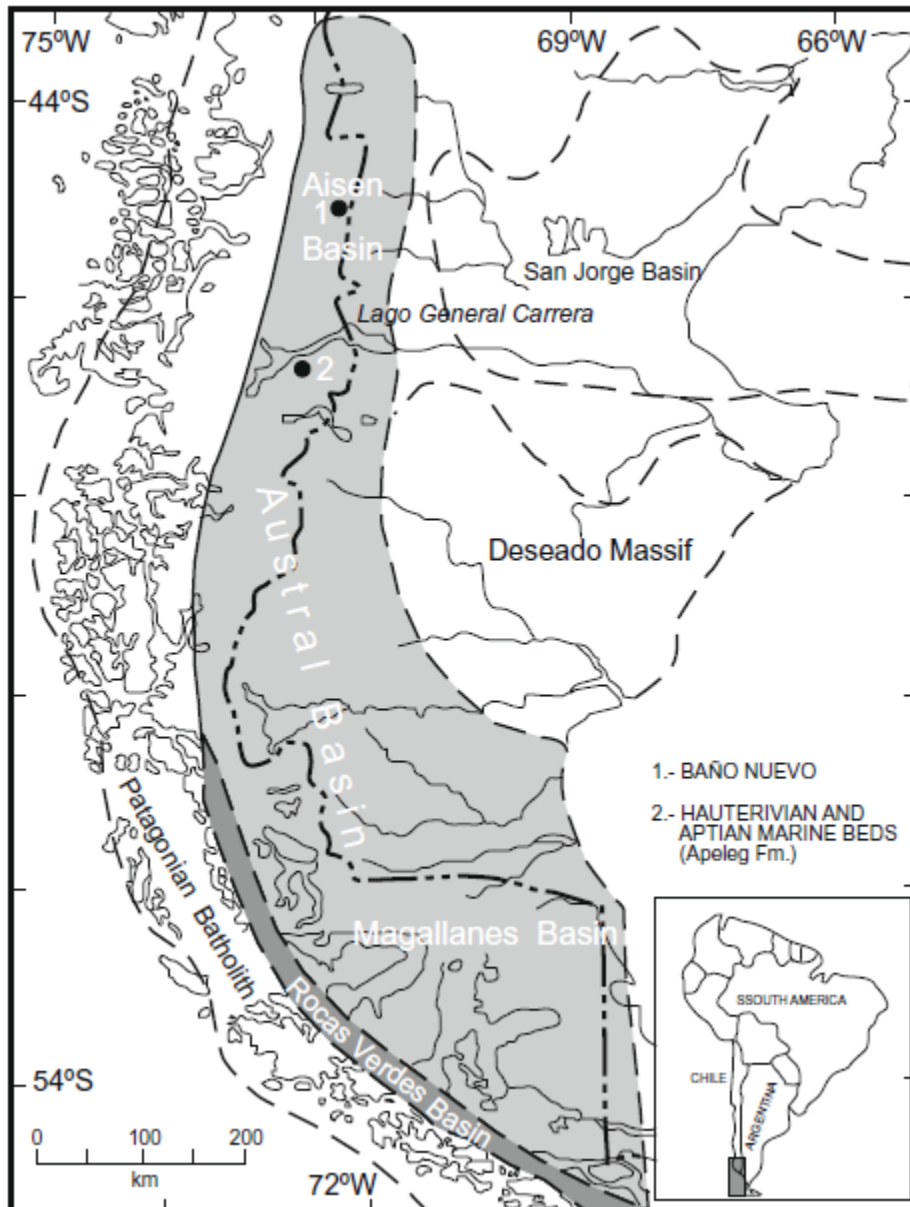 75ºW
69ºW
66ºW
44ºS
Aisen
1
Basin
San Jorge Basin
Lago General Carrera
2
Austral Basin
Deseado Massif
1.- BAÑO NUEVO
2.- HAUTERIVIAN AND
APTIAN MARINE BEDS
(Apeleg Fm.)
Patagonian Batholith
Magallanes Basin
Rocas Verdes Basin
SSOUTH AMERICA
CHILE
ARGENTINA
54ºS
0 100 200
km
72ºW